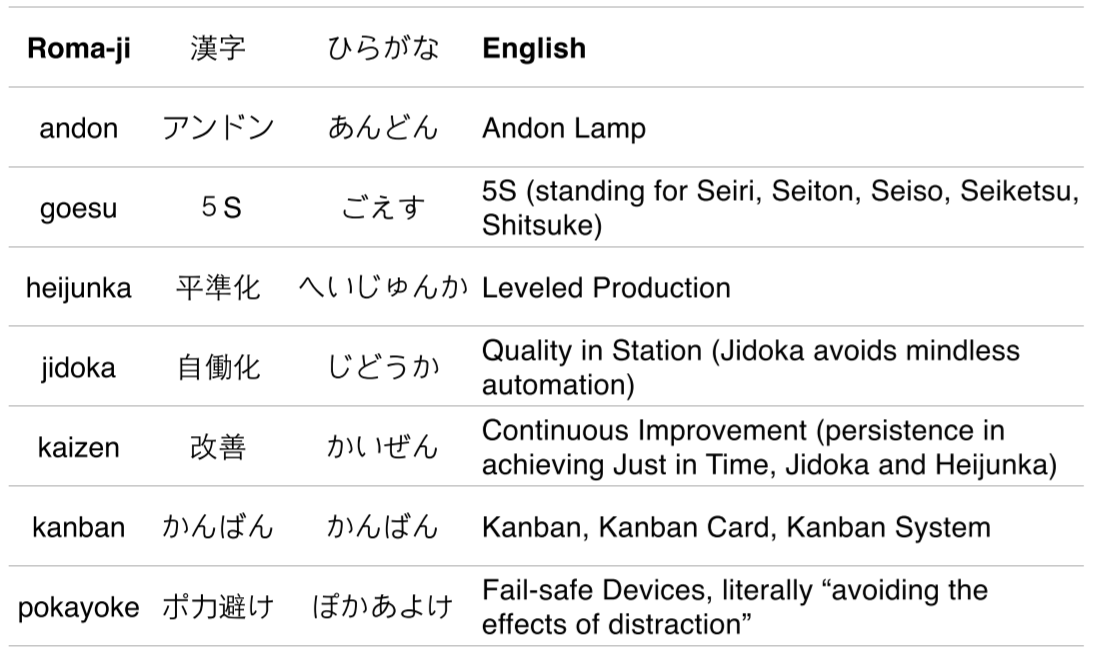 Roma-ji 漢字 ひらがな English
andon アンドン あんどん Andon Lamp
goesu ５Ｓ ごえす 5S (standing for Seiri, Seiton, Seiso, Seiketsu,
Shitsuke)
heijunka 平準化 へいじゅんか Leveled Production
jidoka 自働化 じどうか Quality in Station (Jidoka avoids mindless
automation)
kaizen 改善 かいぜん Continuous Improvement (persistence in
achieving Just in Time, Jidoka and Heijunka)
kanban かんばん かんばん Kanban, Kanban Card, Kanban System
pokayoke ポカ避け ぽかあよけ Fail-safe Devices, literally “avoiding the
effects of distraction”